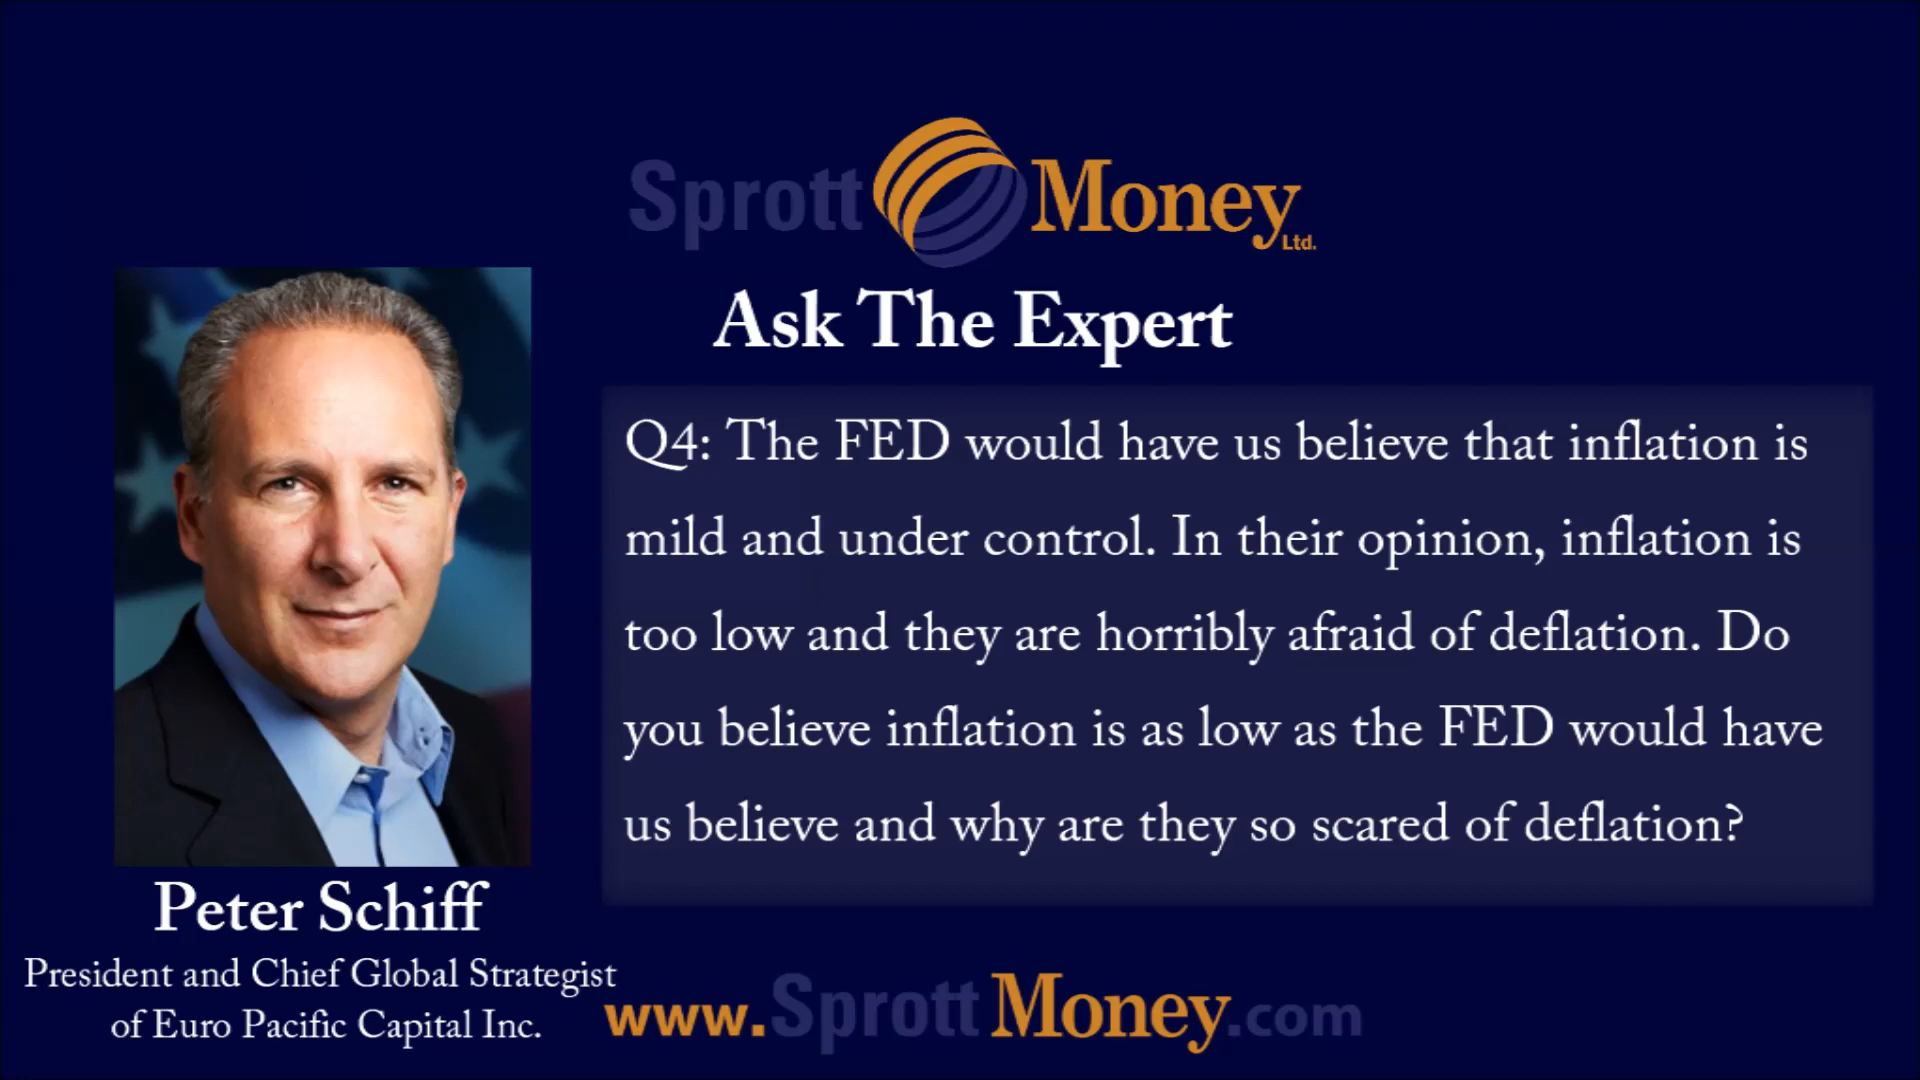 Sprott Money Ltd.
Ask The Expert
Q4: The FED would have us believe that inflation is
mild and under control. In their opinion, inflation is
too low and they are horribly afraid of deflation. Do
you believe inflation is as low as the FED would have
us believe and why are they so scared of deflation?
Peter Schiff
President and Chief Global Strategist
of Euro Pacific Capital Inc.
www.SprottMoney.com